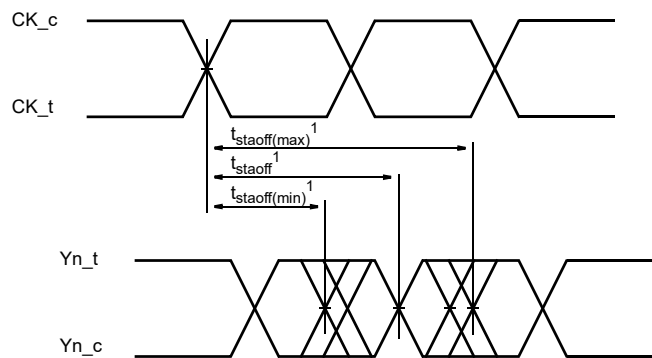 CK_c
CK_t
tstaoff(max)1
tstaoff1
tstaoff(min)1
Yn_t
Yn_c